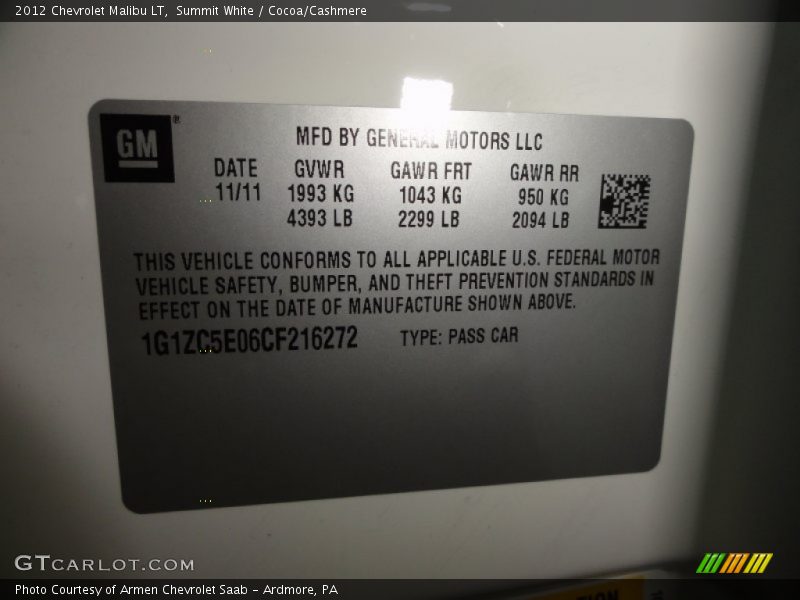 2012 Chevrolet Malibu LT, Summit White / Cocoa/Cashmere
GM®
MFD BY GENERAL MOTORS LLC
DATE GVWR GAWR FRT GAWR RR
11/11 1993 KG 1043 KG 950 KG
4393 LB 2299 LB 2094 LB
THIS VEHICLE CONFORMS TO ALL APPLICABLE U.S. FEDERAL MOTOR
VEHICLE SAFETY, BUMPER, AND THEFT PREVENTION STANDARDS IN
EFFECT ON THE DATE OF MANUFACTURE SHOWN ABOVE.
1G1ZC5E06CF216272 TYPE: PASS CAR
GTCARLOT.COM
Photo Courtesy of Armen Chevrolet Saab - Ardmore, PA